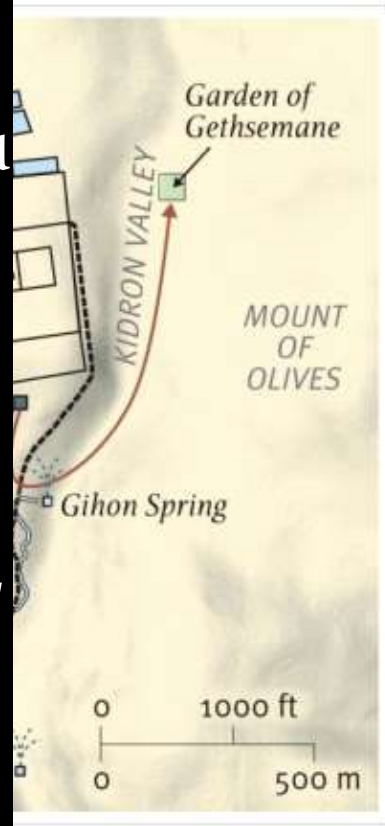 Garden of
Gethsemane
KIDRON VALLEY
MOUNT
OF
OLIVES
Gihon Spring
0 1000 ft
0 500 m